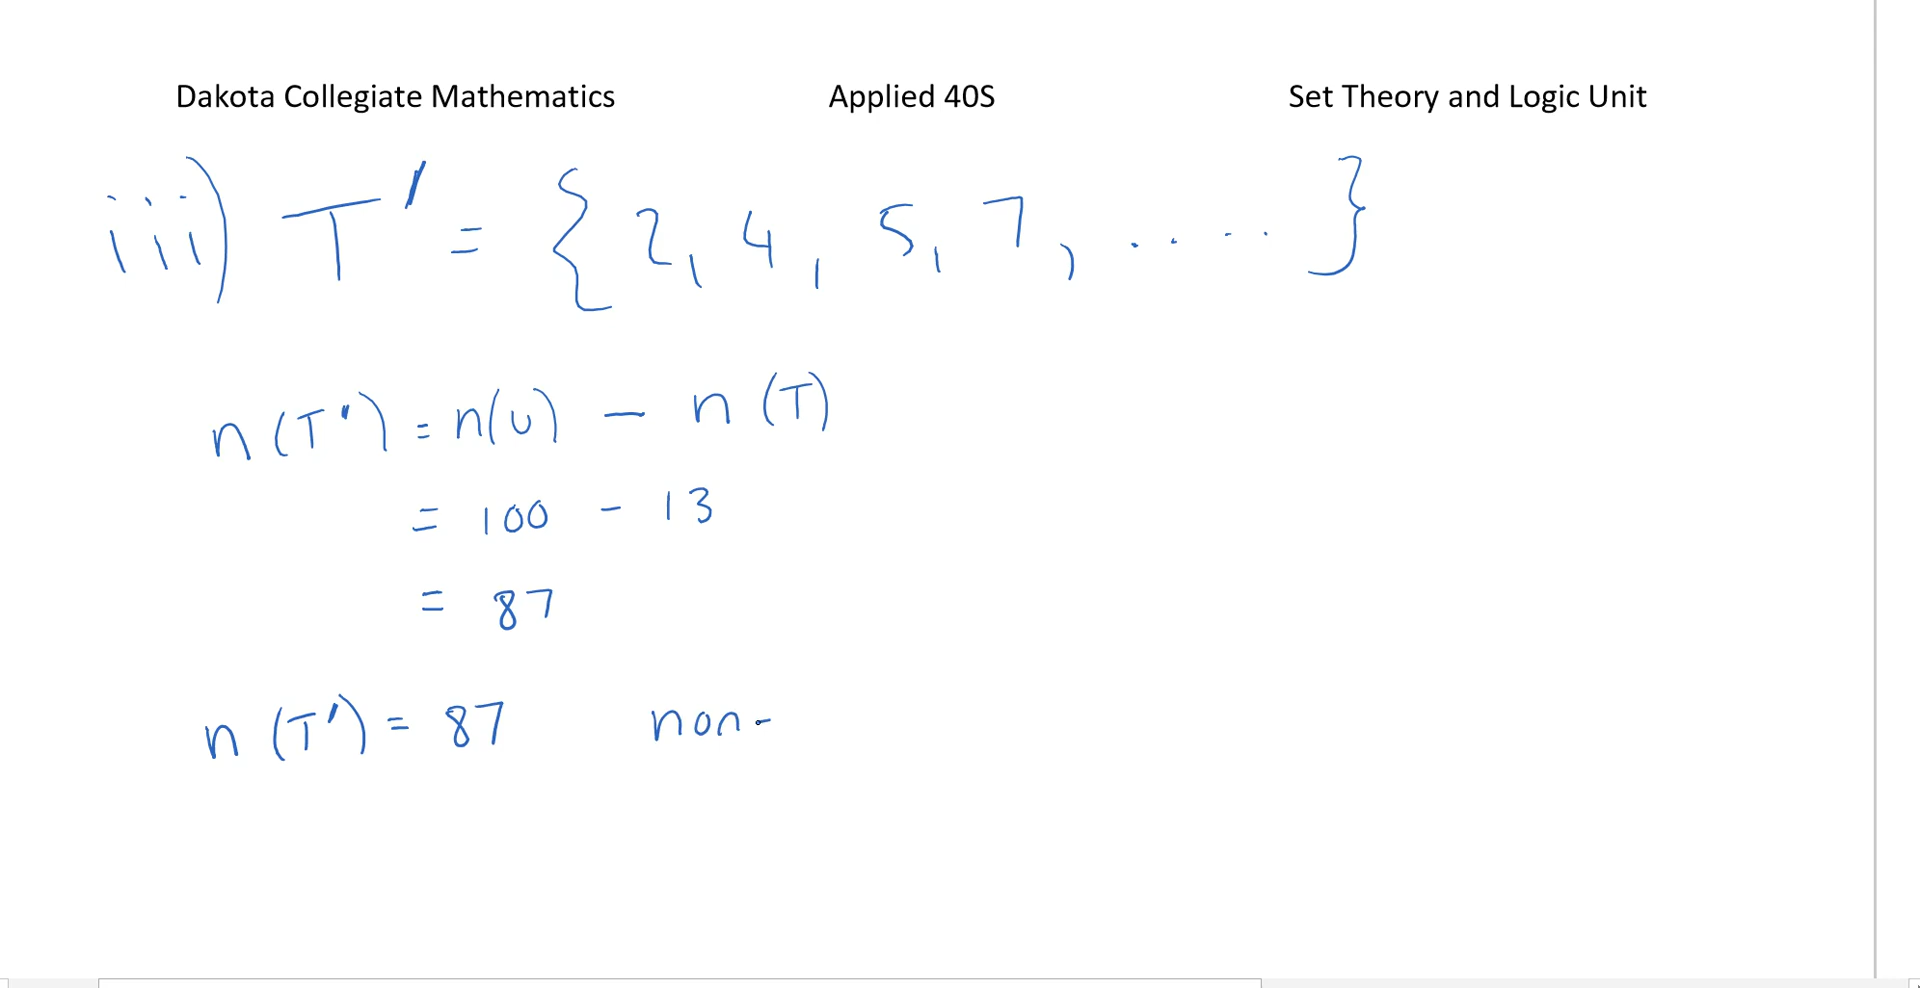 Dakota Collegiate Mathematics Applied 40S Set Theory and Logic Unit
iii) T' = {2, 4, 5, 7, ....}
n(T') = n(U) - n(T)
= 100 - 13
= 87
n(T') = 87 non-